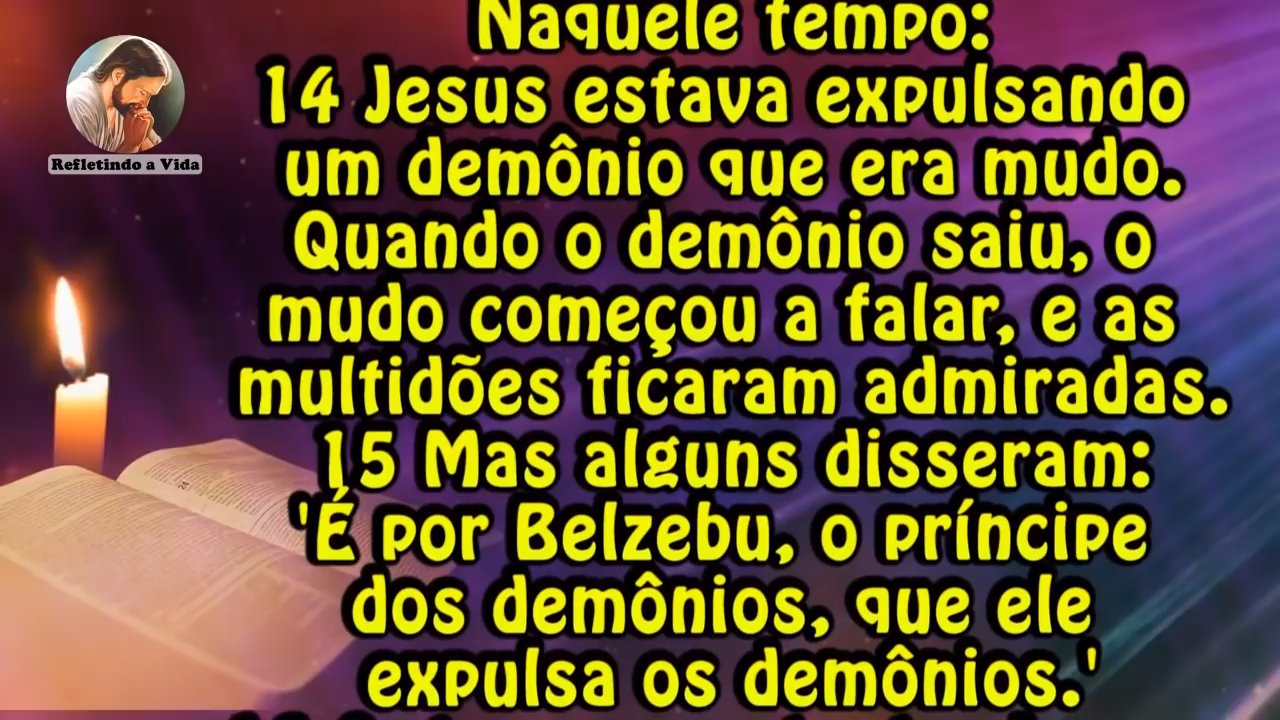 Naquele tempo:
14 Jesus estava expulsando
um demônio que era mudo.
Quando o demônio saiu, o
mudo começou a falar, e as
multidões ficaram admiradas.
15 Mas alguns disseram:
'É por Belzebu, o príncipe
dos demônios, que ele
expulsa os demônios.'
Refletindo a Vida